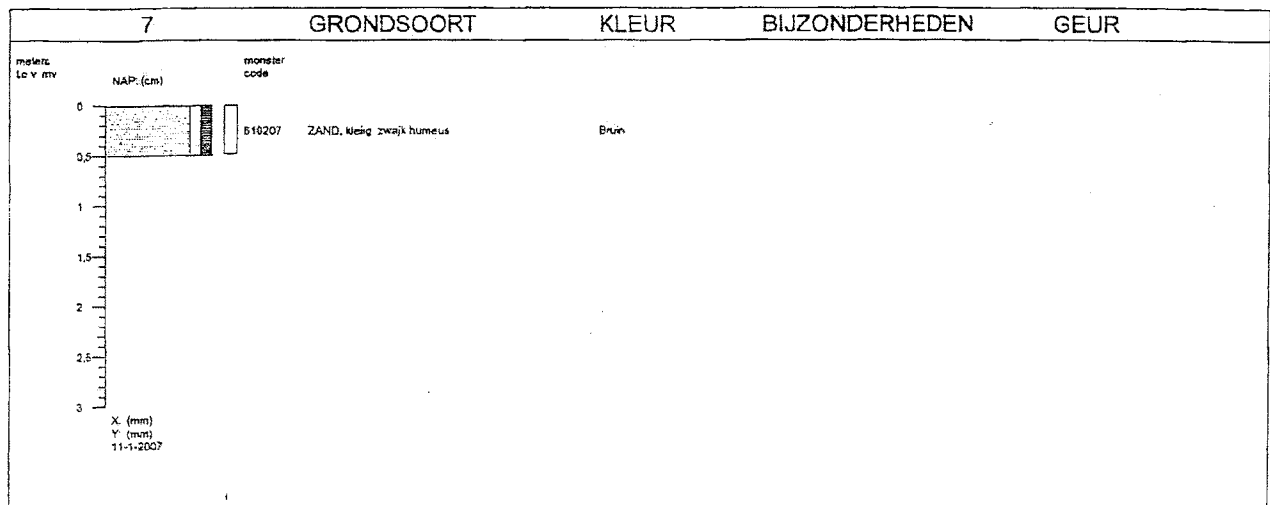 7 GRONDSOORT KLEUR BIJZONDERHEDEN GEUR
meters monster
t.o.v. mv code
NAP: (cm)
0
610207 ZAND, kleiig zwak humeus Bruin
0,5
1
1,5
2
2,5
3
X: (mm)
Y: (mm)
11-1-2007